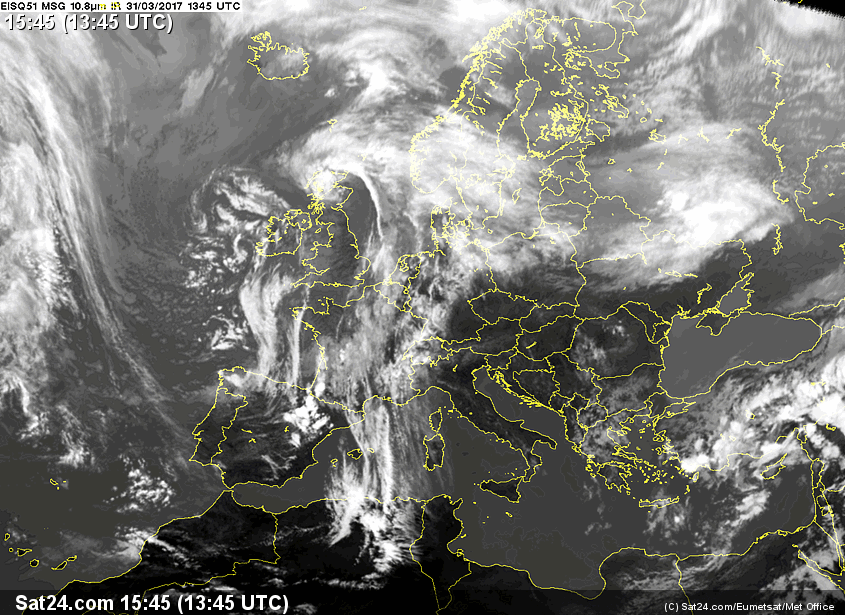 EISQ51 MSG 10.8µm IR 31/03/2017 1345 UTC
15:45 (13:45 UTC)
Sat24.com 15:45 (13:45 UTC)
(C) Sat24.com/Eumetsat/Met Office